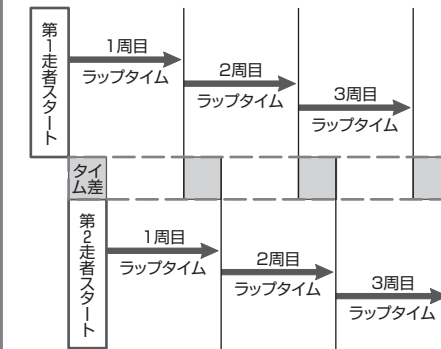 第1走者スタート
1周目
ラップタイム
2周目
ラップタイム
3周目
ラップタイム
タイ
ム差
第2走者スタート
1周目
ラップタイム
2周目
ラップタイム
3周目
ラップタイム